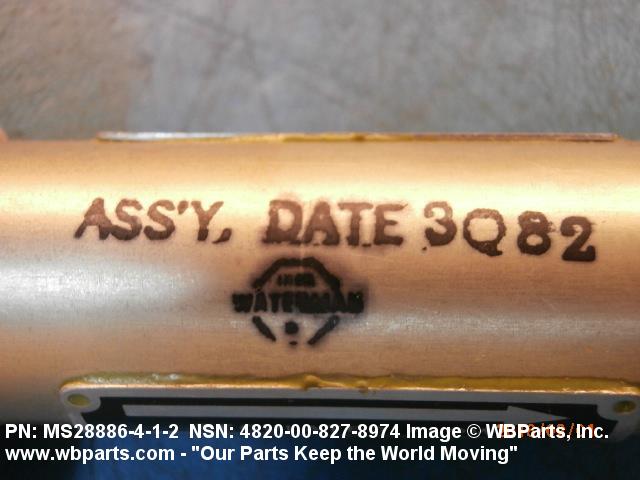 ASS'Y. DATE 3Q82
WATERMAN
PN: MS28886-4-1-2 NSN: 4820-00-827-8974 Image © WBParts, Inc.
www.wbparts.com - "Our Parts Keep the World Moving"